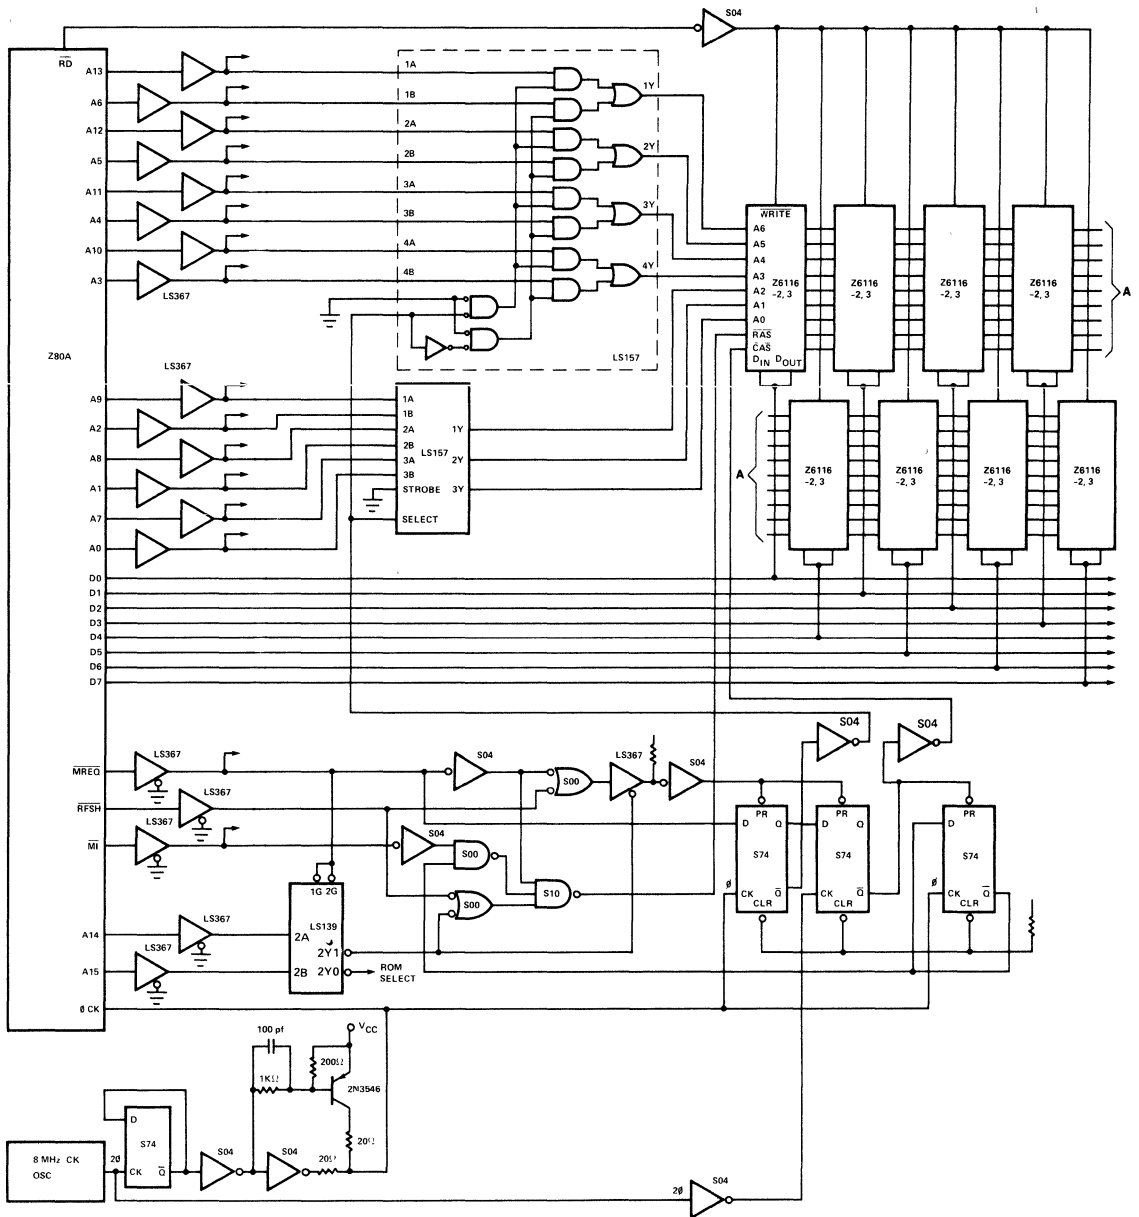 S04
RD
A13
A6
A12
A5
A11
A4
A10
A3
LS367
1A
1B
2A
2B
3A
3B
4A
4B
1Y
2Y
3Y
4Y
LS157
WRITE
A6
A5
A4
A3
A2
A1
A0
RAS
CAS
DIN DOUT
Z6116
-2, 3
Z6116
-2, 3
Z6116
-2, 3
Z6116
-2, 3
A
Z80A
LS367
A9
A2
A8
A1
A7
A0
1A
1B
2A
2B
3A
3B
STROBE
SELECT
LS157
1Y
2Y
3Y
A
Z6116
-2, 3
Z6116
-2, 3
Z6116
-2, 3
Z6116
-2, 3
D0
D1
D2
D3
D4
D5
D6
D7
S04
S04
MREQ
LS367
S04
S00
LS367
S04
RFSH
LS367
MI
LS367
S04
S00
S00
S10
PR
D Q
S74
ø
CK Q
CLR
PR
D Q
S74
CK Q
CLR
PR
D
S74
ø
CK Q
CLR
1G 2G
LS139
2A
2Y1
2B 2Y0
ROM
SELECT
A14
LS367
A15
LS367
ø CK
100 pf
VCC
200Ω
1KΩ
2N3546
20Ω
D
S74
CK Q
S04
S04
20Ω
8 MHz CK
OSC
2ø
2ø
S04